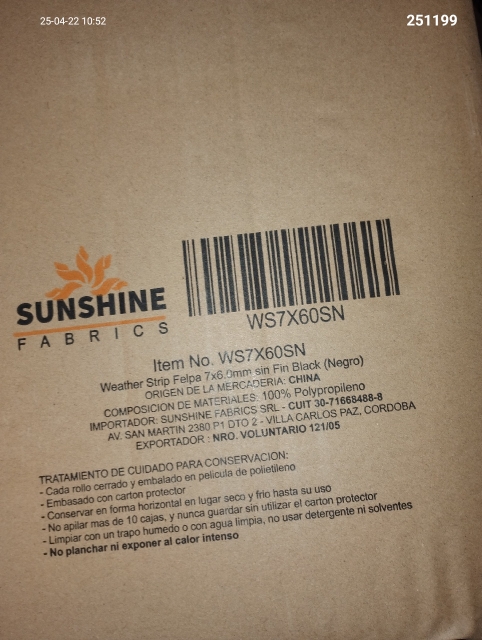 25-04-22 10:52
251199
SUNSHINE
FABRICS
WS7X60SN
Item No. WS7X60SN
Weather Strip Felpa 7x6,0mm sin Fin Black (Negro)
ORIGEN DE LA MERCADERIA: CHINA
COMPOSICION DE MATERIALES: 100% Polypropileno
IMPORTADOR: SUNSHINE FABRICS SRL - CUIT 30-71668488-8
AV. SAN MARTIN 2380 P1 DTO 2 - VILLA CARLOS PAZ, CORDOBA
EXPORTADOR : NRO. VOLUNTARIO 121/05
TRATAMIENTO DE CUIDADO PARA CONSERVACION:
- Cada rollo cerrado y embalado en pelicula de polietileno
- Embasado con carton protector
- Conservar en forma horizontal en lugar seco y frio hasta su uso
- No apilar mas de 10 cajas, y nunca guardar sin utilizar el carton protector
- Limpiar con un trapo humedo o con agua limpia, no usar detergente ni solventes
- No planchar ni exponer al calor intenso